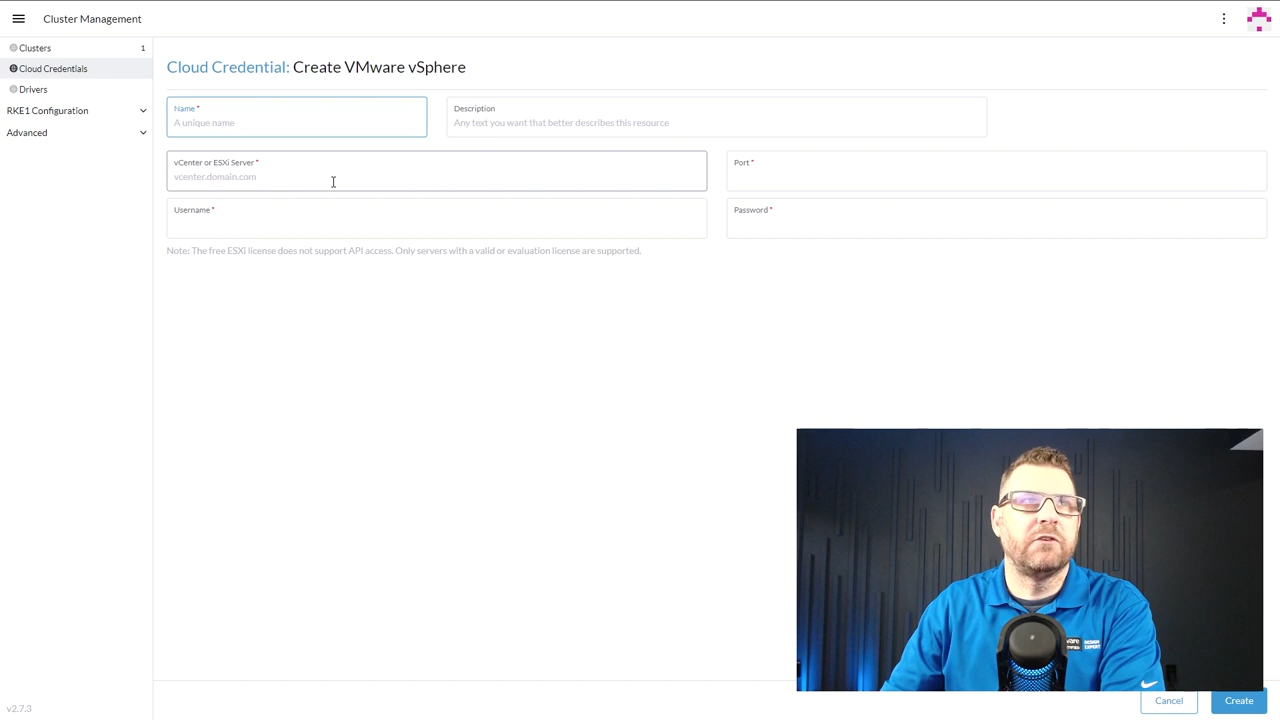 Cluster Management
Clusters 1
Cloud Credentials
Drivers
RKE1 Configuration
Advanced
Cloud Credential: Create VMware vSphere
Name *
A unique name
Description
Any text you want that better describes this resource
vCenter or ESXi Server *
vcenter.domain.com
Port *
Username *
Password *
Note: The free ESXi license does not support API access. Only servers with a valid or evaluation license are supported.
DESIGN
EXPERT
Cancel
Create
v2.7.3